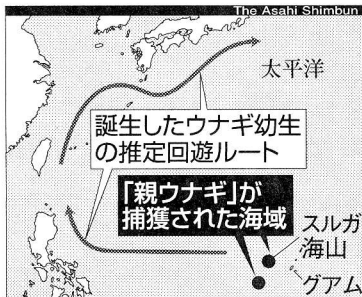 The Asahi Shimbun
太平洋
誕生したウナギ幼生
の推定回遊ルート
「親ウナギ」が
捕獲された海域
スルガ
海山
グアム